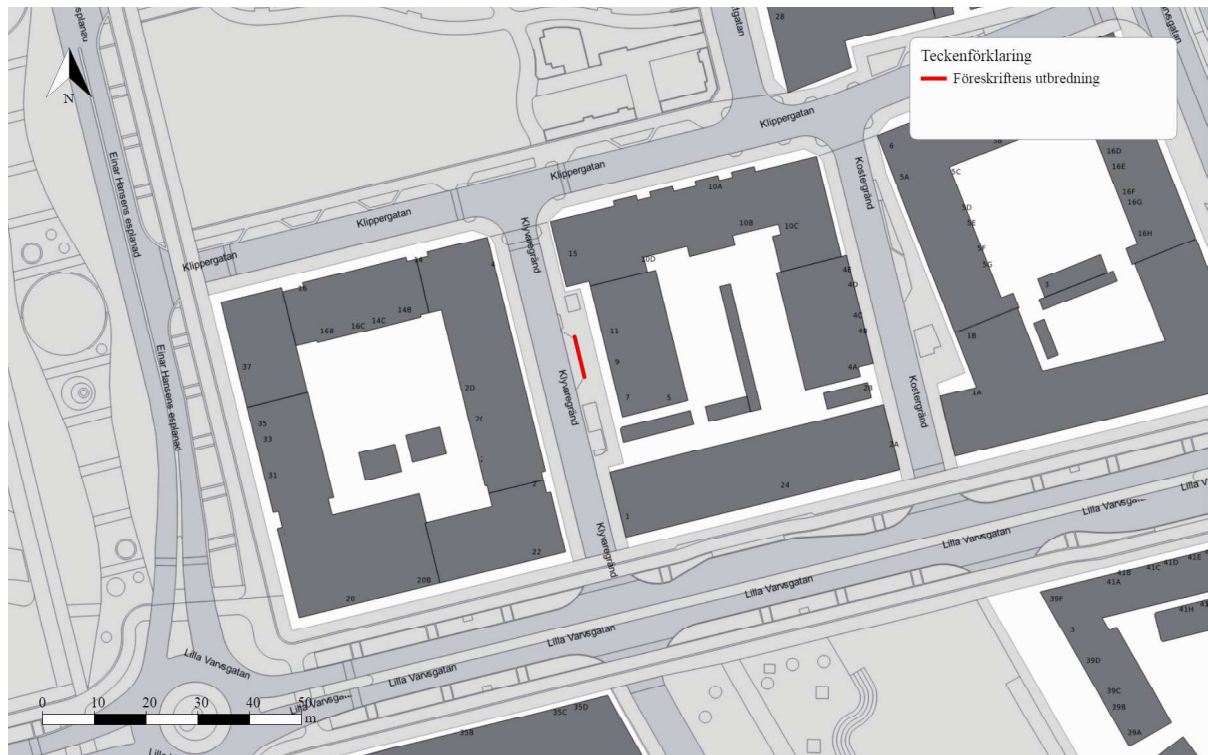 Teckenförklaring
Föreskriftens utbredning
N
Einar Hansens esplanad
Einar Hansens esplanad
Klippergatan
Klippergatan
Klippergatan
Klippergatan
Klyvaregränd
Klyvaregränd
Klyvaregränd
Kostergränd
Kostergränd
Lilla Varvsgatan
Lilla Varvsgatan
Lilla Varvsgatan
Lilla Varvsgatan
Lilla Varvsgatan
28
6
5A
5C
5D
5E
5F
5G
3
16D
16E
16F
16G
16H
1B
1A
10A
10B
10C
10D
15
11
9
7
5
4E
4D
4C
4B
4A
2B
2A
24
1
4
14
14B
14C
16C
16
37
35
33
31
2D
2
22
20B
20
35B
35C
35D
39F
3
39D
39C
39B
39A
41A
41B
41C
41D
41E
41H
0 10 20 30 40 50
m